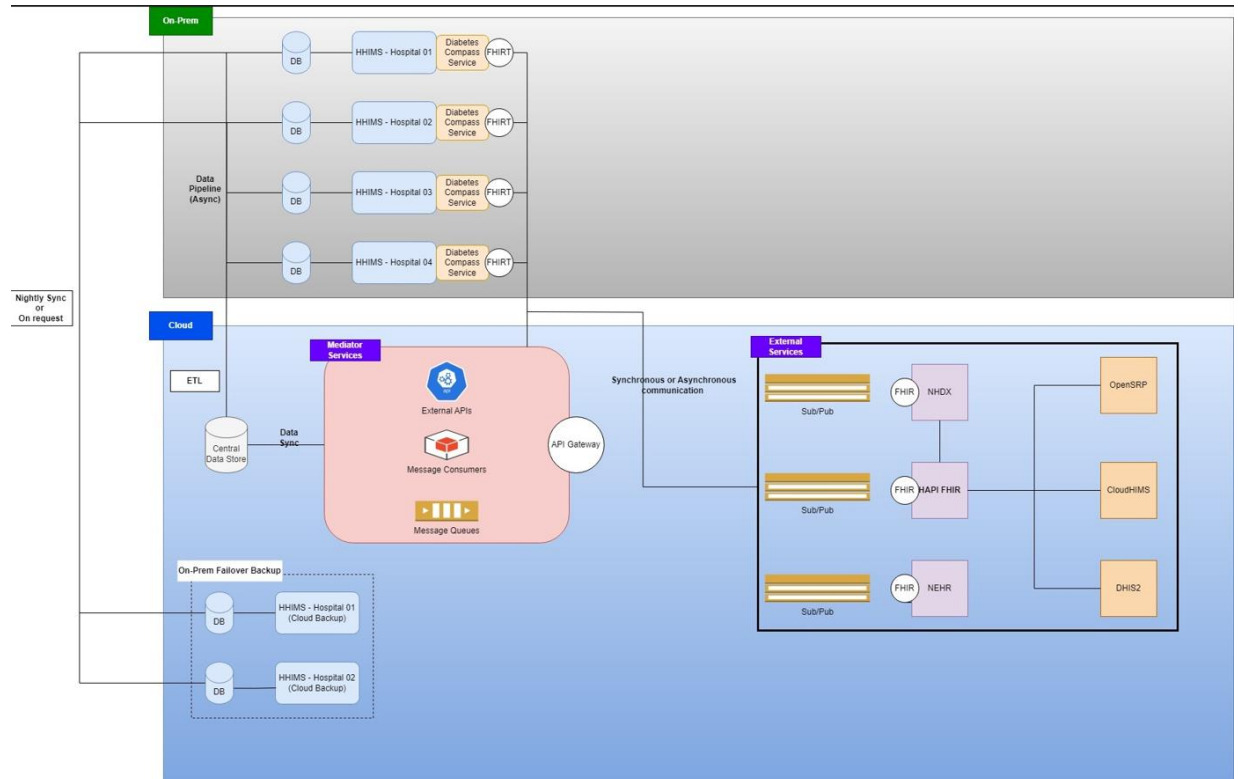 On-Prem
DB
HHIMS - Hospital 01
Diabetes
Compass
Service
FHIRT
DB
HHIMS - Hospital 02
Diabetes
Compass
Service
FHIRT
Data
Pipeline
(Async)
DB
HHIMS - Hospital 03
Diabetes
Compass
Service
FHIRT
DB
HHIMS - Hospital 04
Diabetes
Compass
Service
FHIRT
Nightly Sync
or
On request
Cloud
Mediator
Services
External
Services
ETL
External APIs
Synchronous or Asynchronous
communication
Sub/Pub
FHIR
NHDX
OpenSRP
Central
Data Store
Data
Sync
Message Consumers
API Gateway
Message Queues
Sub/Pub
FHIR
HAPI FHIR
CloudHIMS
On-Prem Failover Backup
DB
HHIMS - Hospital 01
(Cloud Backup)
Sub/Pub
FHIR
NEHR
DHIS2
DB
HHIMS - Hospital 02
(Cloud Backup)